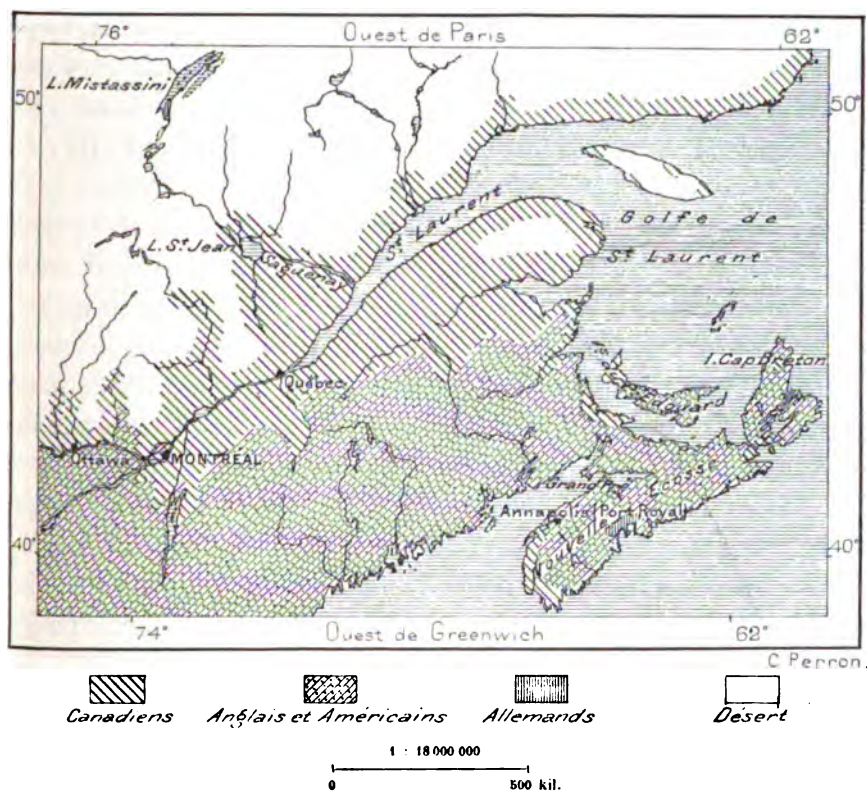 76° Ouest de Paris 62°
L. Mistassini
50° 50°
Golfe de
St Laurent
St Laurent
L. St Jean
Saguenay
I. Cap Breton
Québec
Ottawa MONTRÉAL
Grand Pré
Nouvelle Ecosse
Annapolis (Port Royal)
40° 40°
74° Ouest de Greenwich 62°
C. Perron.
Canadiens Anglais et Américains Allemands Désert
1 : 18 000 000
0 500 kil.